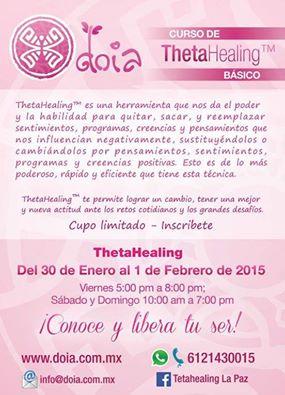 doia
CURSO DE
ThetaHealing™
BÁSICO
ThetaHealing™ es una herramienta que nos da el poder
y la habilidad para quitar, sacar, y reemplazar
sentimientos, programas, creencias y pensamientos que
nos influencian negativamente, sustituyéndolos o
cambiándolos por pensamientos, sentimientos,
programas y creencias positivas. Esto es de lo más
poderoso, rápido y eficiente que tiene esta técnica.
ThetaHealing™ te permite lograr un cambio, tener una mejor
y nueva actitud ante los retos cotidianos y los grandes desafíos.
Cupo limitado - Inscribete
ThetaHealing
Del 30 de Enero al 1 de Febrero de 2015
Viernes 5:00 pm a 8:00 pm;
Sábado y Domingo 10:00 am a 7:00 pm
¡Conoce y libera tu ser!
www.doia.com.mx
6121430015
info@doia.com.mx
Tetahealing La Paz